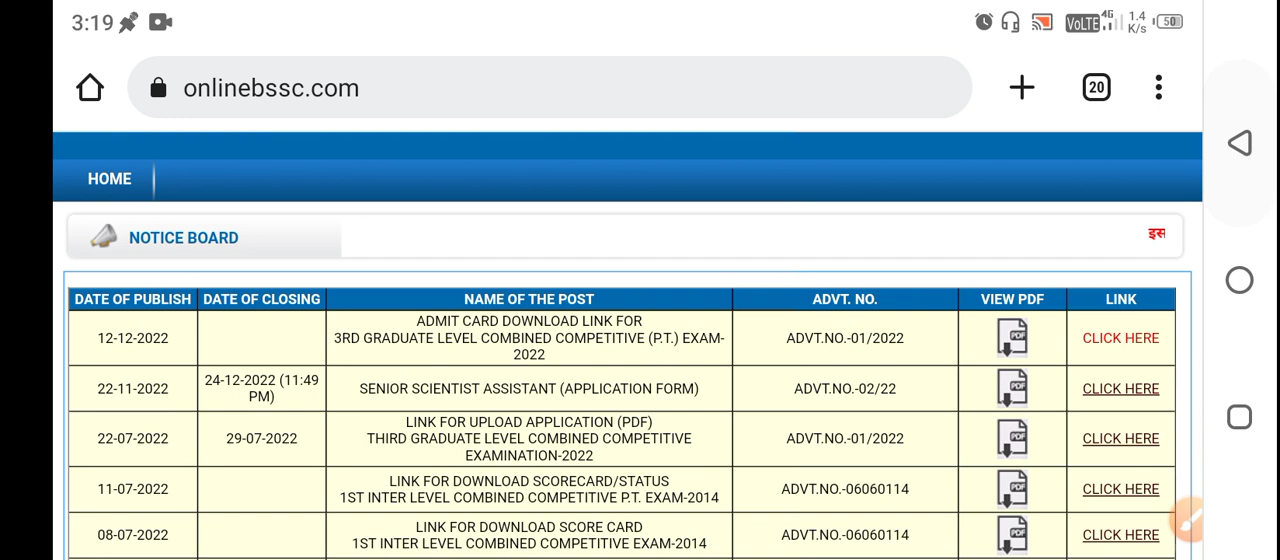 3:19
VoLTE 4G 1.4 K/s 50
onlinebssc.com
20
HOME
NOTICE BOARD
इस
DATE OF PUBLISH DATE OF CLOSING NAME OF THE POST ADVT. NO. VIEW PDF LINK
12-12-2022 ADMIT CARD DOWNLOAD LINK FOR
3RD GRADUATE LEVEL COMBINED COMPETITIVE (P.T.) EXAM-
2022 ADVT.NO.-01/2022 PDF CLICK HERE
22-11-2022 24-12-2022 (11:49
PM) SENIOR SCIENTIST ASSISTANT (APPLICATION FORM) ADVT.NO.-02/22 PDF CLICK HERE
22-07-2022 29-07-2022 LINK FOR UPLOAD APPLICATION (PDF)
THIRD GRADUATE LEVEL COMBINED COMPETITIVE
EXAMINATION-2022 ADVT.NO.-01/2022 PDF CLICK HERE
11-07-2022 LINK FOR DOWNLOAD SCORECARD/STATUS
1ST INTER LEVEL COMBINED COMPETITIVE P.T. EXAM-2014 ADVT.NO.-06060114 PDF CLICK HERE
08-07-2022 LINK FOR DOWNLOAD SCORE CARD
1ST INTER LEVEL COMBINED COMPETITIVE EXAM-2014 ADVT.NO.-06060114 PDF CLICK HERE